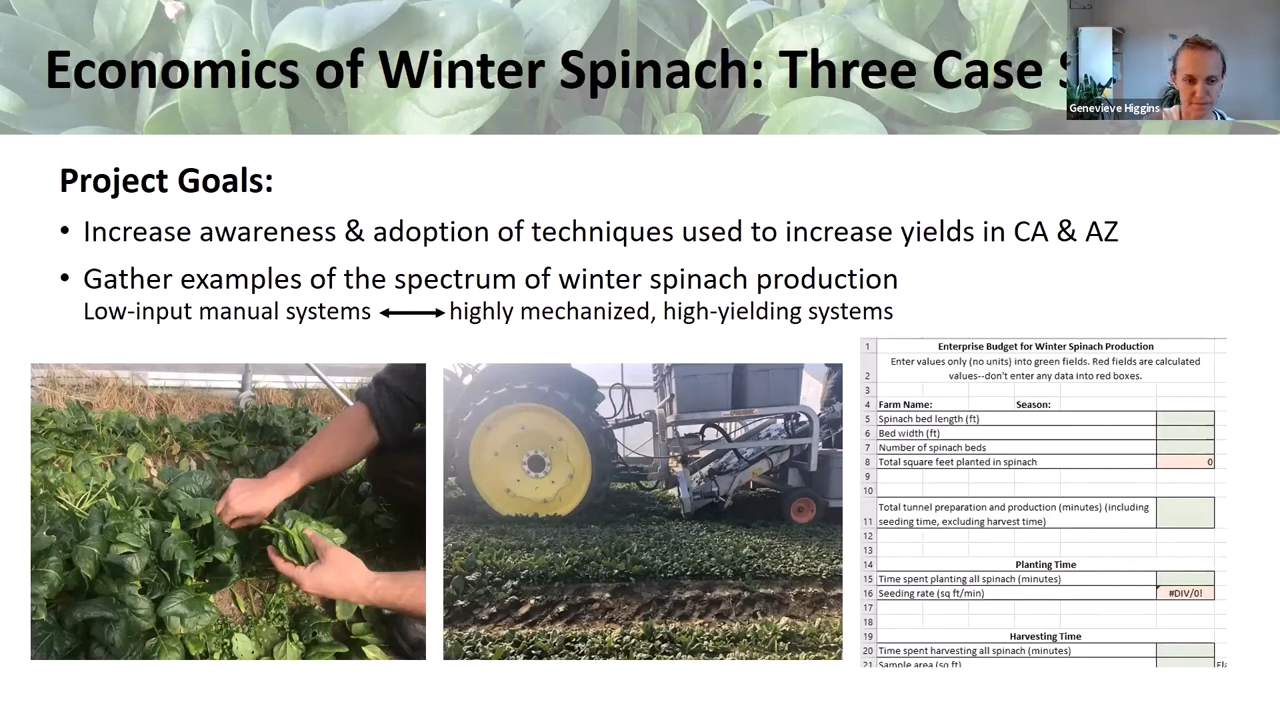 Economics of Winter Spinach: Three Case
Genevieve Higgins
Project Goals:
• Increase awareness & adoption of techniques used to increase yields in CA & AZ
• Gather examples of the spectrum of winter spinach production
Low-input manual systems highly mechanized, high-yielding systems
1 Enterprise Budget for Winter Spinach Production
Enter values only (no units) into green fields. Red fields are calculated
2 values--don't enter any data into red boxes.
3
4 Farm Name: Season:
5 Spinach bed length (ft)
6 Bed width (ft)
7 Number of spinach beds
8 Total square feet planted in spinach 0
9
10
Total tunnel preparation and production (minutes) (including
11 seeding time, excluding harvest time)
12
13
14 Planting Time
15 Time spent planting all spinach (minutes)
16 Seeding rate (sq ft/min) #DIV/0!
17
18
19 Harvesting Time
20 Time spent harvesting all spinach (minutes)
21 Sample area (sq ft)